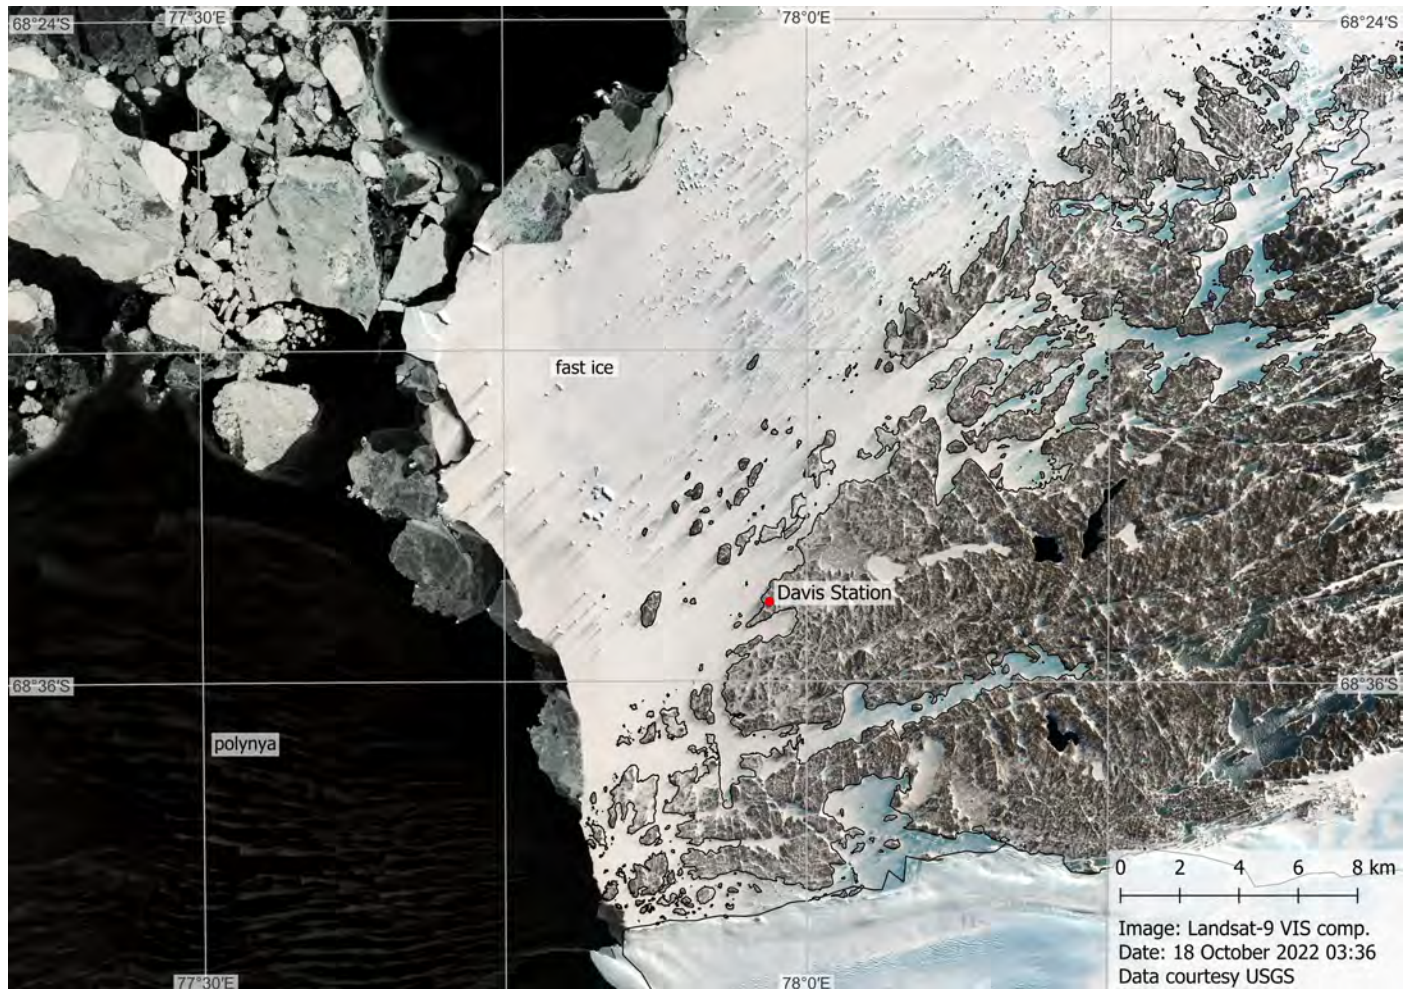 68°24'S
77°30'E
78°0'E
68°24'S
fast ice
Davis Station
68°36'S
68°36'S
polynya
0 2 4 6 8 km
Image: Landsat-9 VIS comp.
Date: 18 October 2022 03:36
Data courtesy USGS
77°30'E
78°0'E